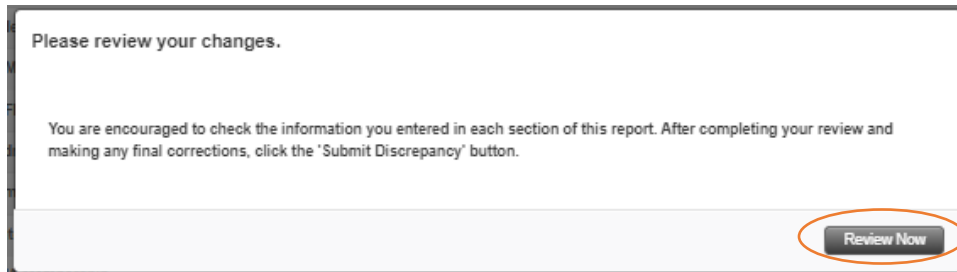 Please review your changes.
You are encouraged to check the information you entered in each section of this report. After completing your review and
making any final corrections, click the 'Submit Discrepancy' button.
Review Now